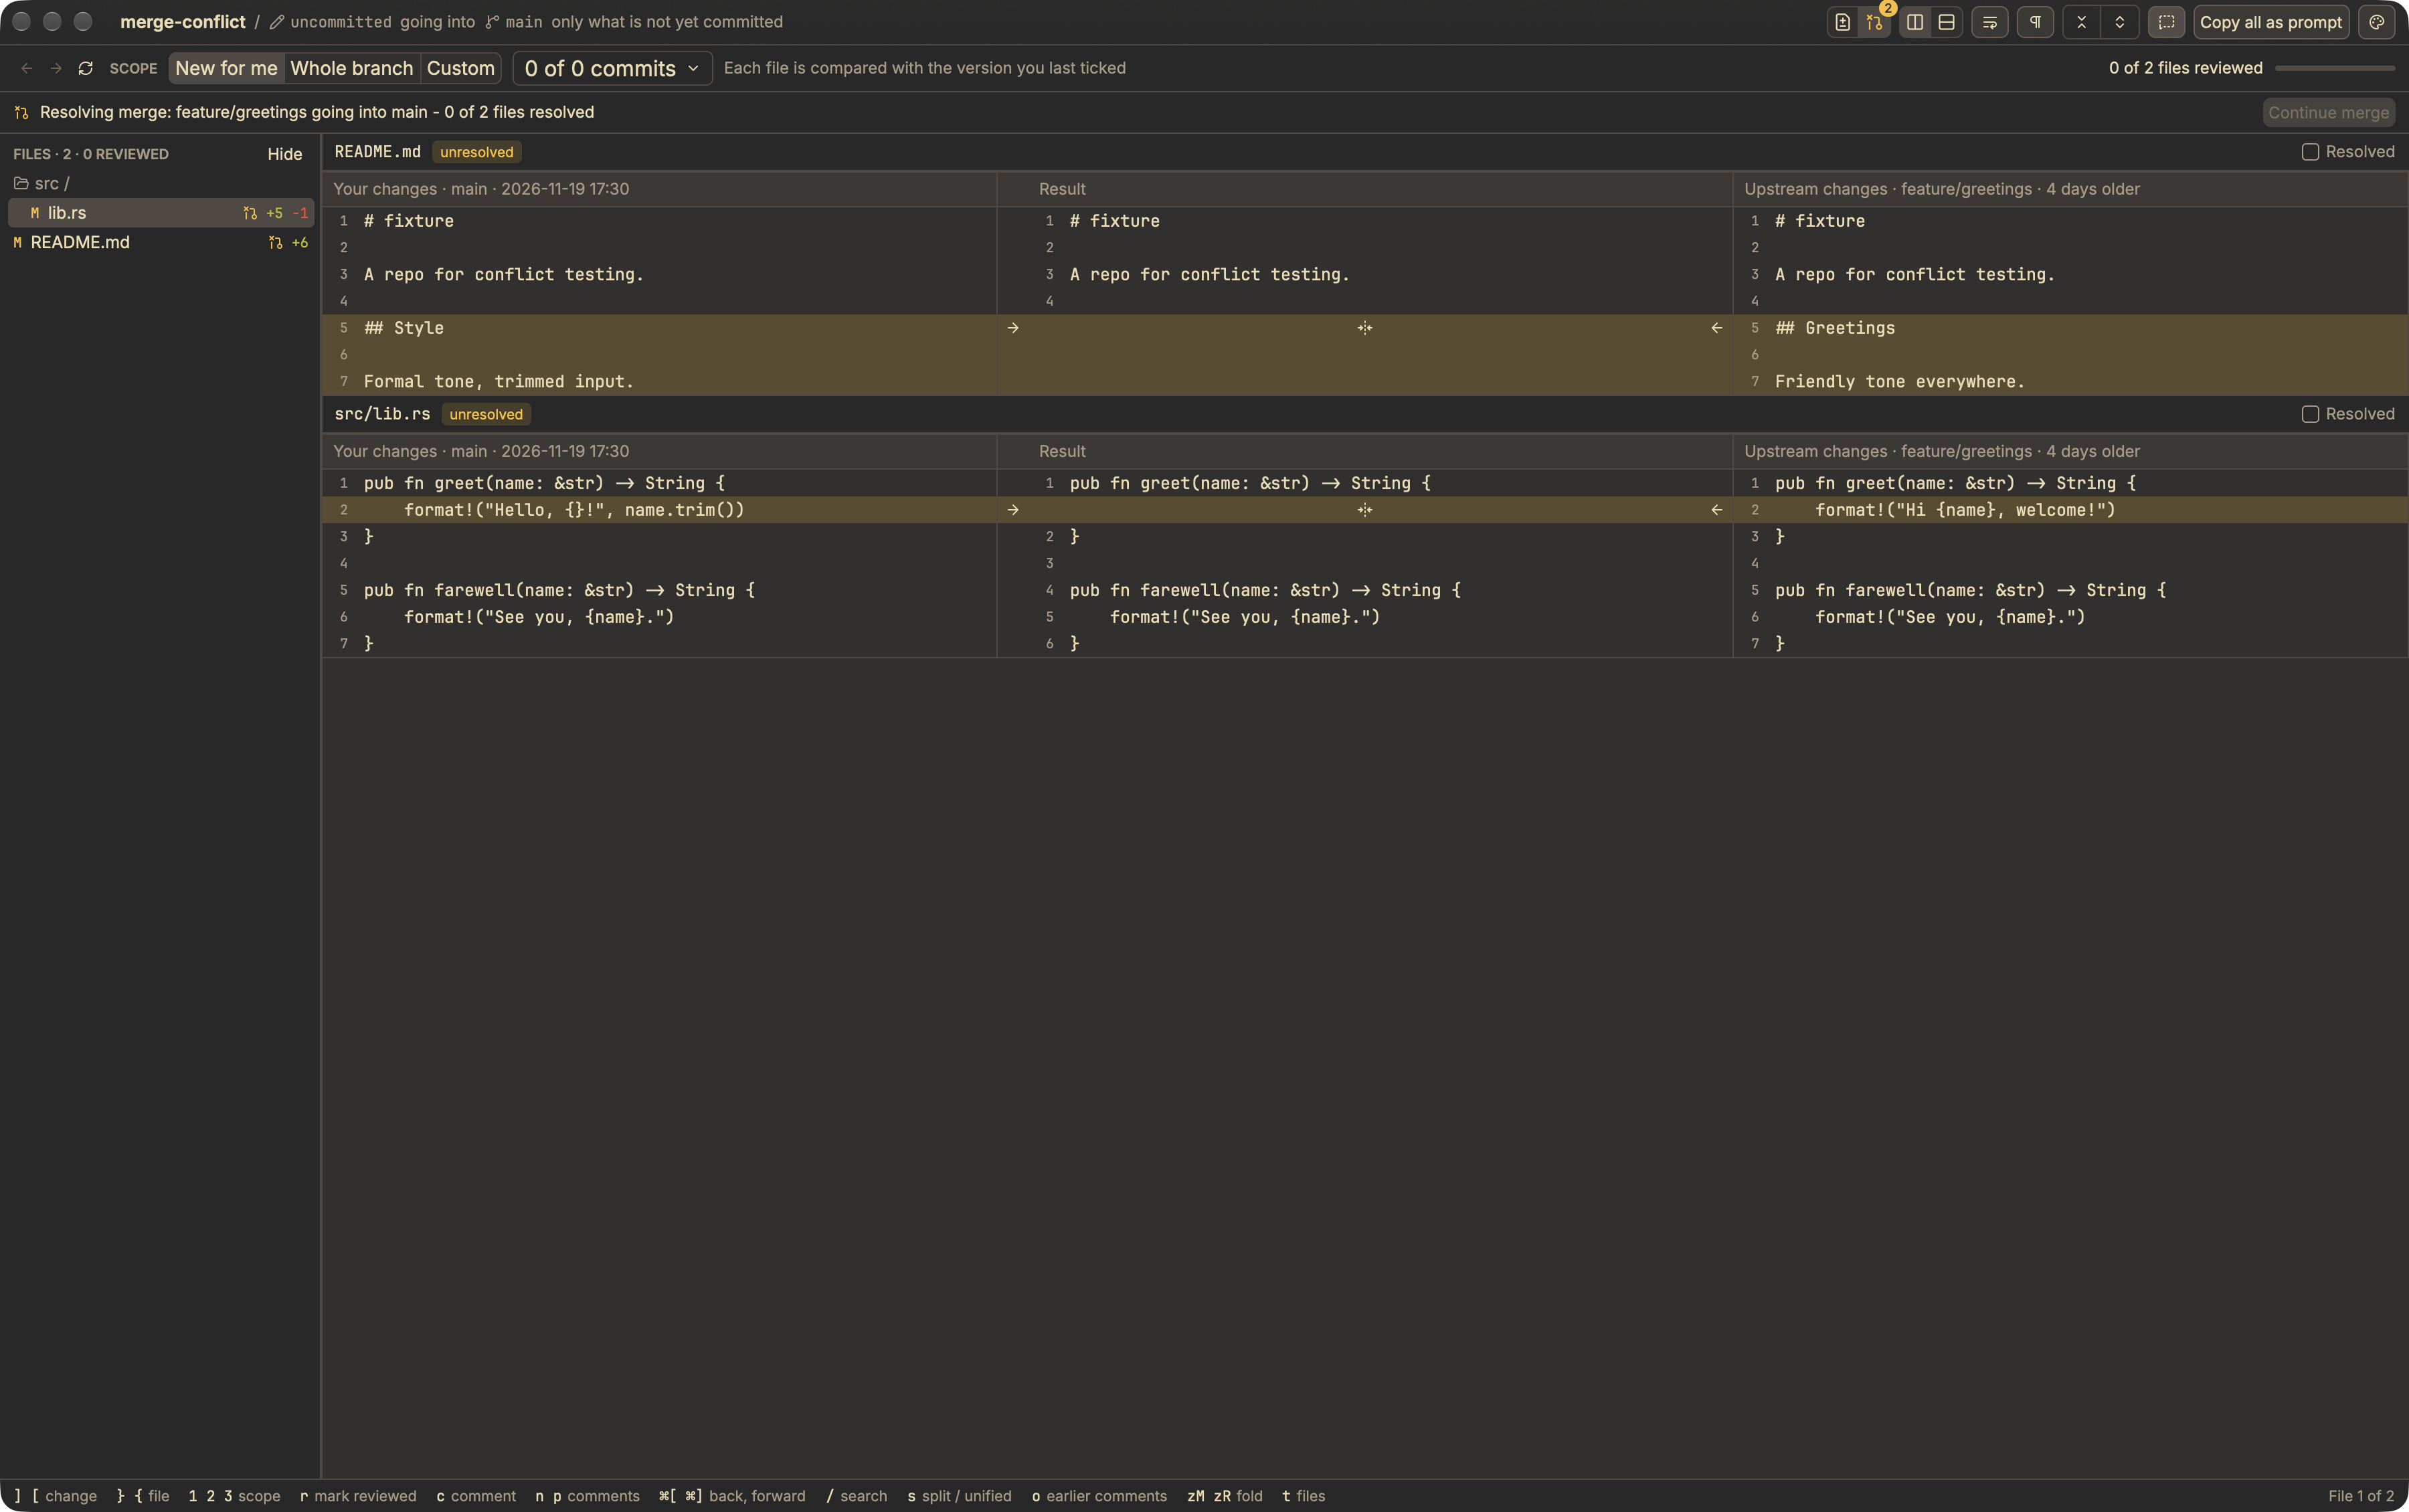 merge-conflict / uncommitted going into main only what is not yet committed
2
Copy all as prompt
SCOPE New for me Whole branch Custom 0 of 0 commits Each file is compared with the version you last ticked 0 of 2 files reviewed
Resolving merge: feature/greetings going into main - 0 of 2 files resolved Continue merge
FILES · 2 · 0 REVIEWED Hide
src /
M lib.rs +5 -1
M README.md +6
README.md unresolved Resolved
Your changes · main · 2026-11-19 17:30 Result Upstream changes · feature/greetings · 4 days older
1 # fixture 1 # fixture 1 # fixture
2 2 2
3 A repo for conflict testing. 3 A repo for conflict testing. 3 A repo for conflict testing.
4 4 4
5 ## Style → ← 5 ## Greetings
6 6
7 Formal tone, trimmed input. 7 Friendly tone everywhere.
src/lib.rs unresolved Resolved
Your changes · main · 2026-11-19 17:30 Result Upstream changes · feature/greetings · 4 days older
1 pub fn greet(name: &str) -> String { 1 pub fn greet(name: &str) -> String { 1 pub fn greet(name: &str) -> String {
2 format!("Hello, {}!", name.trim()) → ← 2 format!("Hi {name}, welcome!")
3 } 2 } 3 }
4 3 4
5 pub fn farewell(name: &str) -> String { 4 pub fn farewell(name: &str) -> String { 5 pub fn farewell(name: &str) -> String {
6 format!("See you, {name}.") 5 format!("See you, {name}.") 6 format!("See you, {name}.")
7 } 6 } 7 }
] [ change } { file 1 2 3 scope r mark reviewed c comment n p comments ⌘[ ⌘] back, forward / search s split / unified o earlier comments zM zR fold t files File 1 of 2